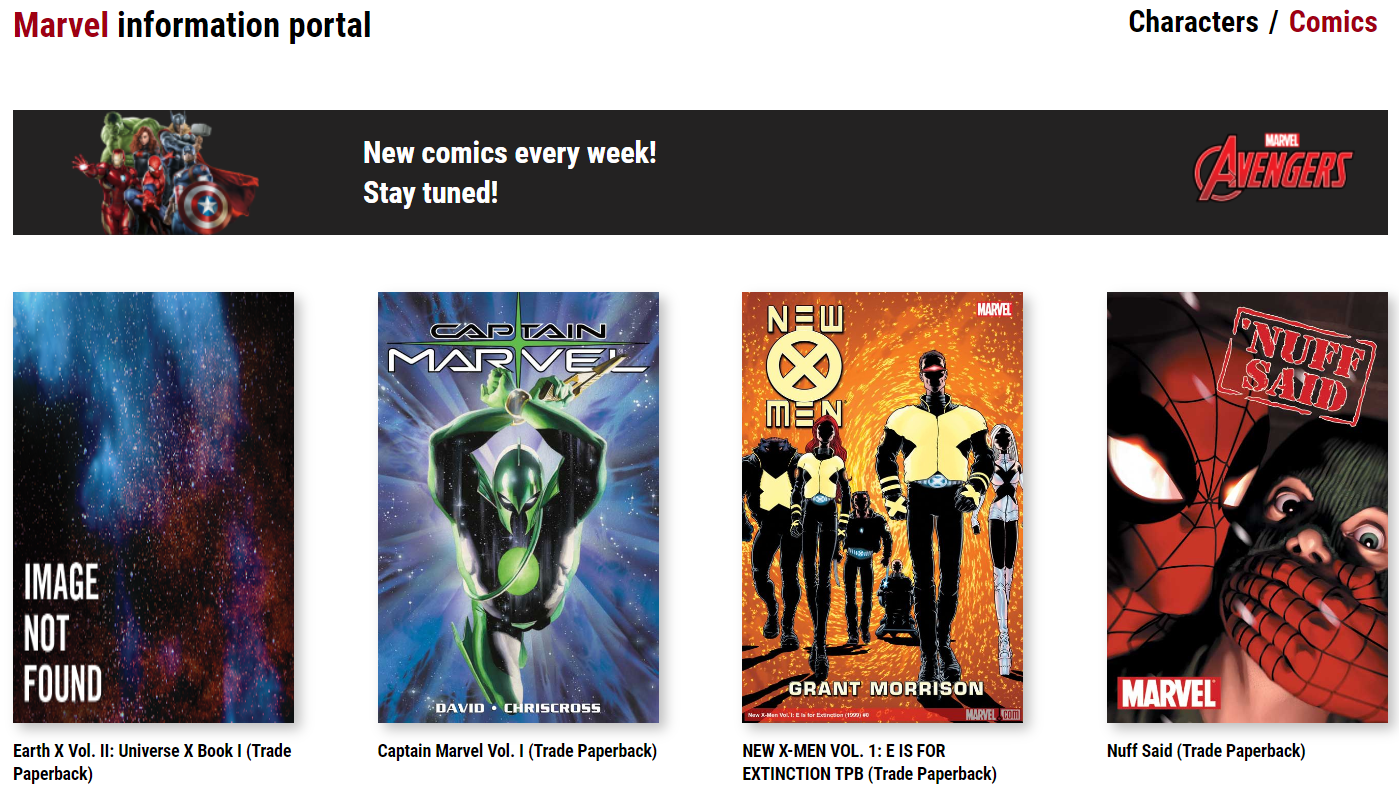 Marvel information portal
Characters / Comics
New comics every week!
Stay tuned!
MARVEL
AVENGERS
IMAGE
NOT
FOUND
CAPTAIN
MARVEL
DAVID • CHRISCROSS
NEW
X
MEN
MARVEL
GRANT MORRISON
New X-Men Vol. 1: E is for Extinction (1999) #0
MARVEL .COM
'NUFF
SAID
MARVEL
Earth X Vol. II: Universe X Book I (Trade
Paperback)
Captain Marvel Vol. I (Trade Paperback)
NEW X-MEN VOL. 1: E IS FOR
EXTINCTION TPB (Trade Paperback)
Nuff Said (Trade Paperback)